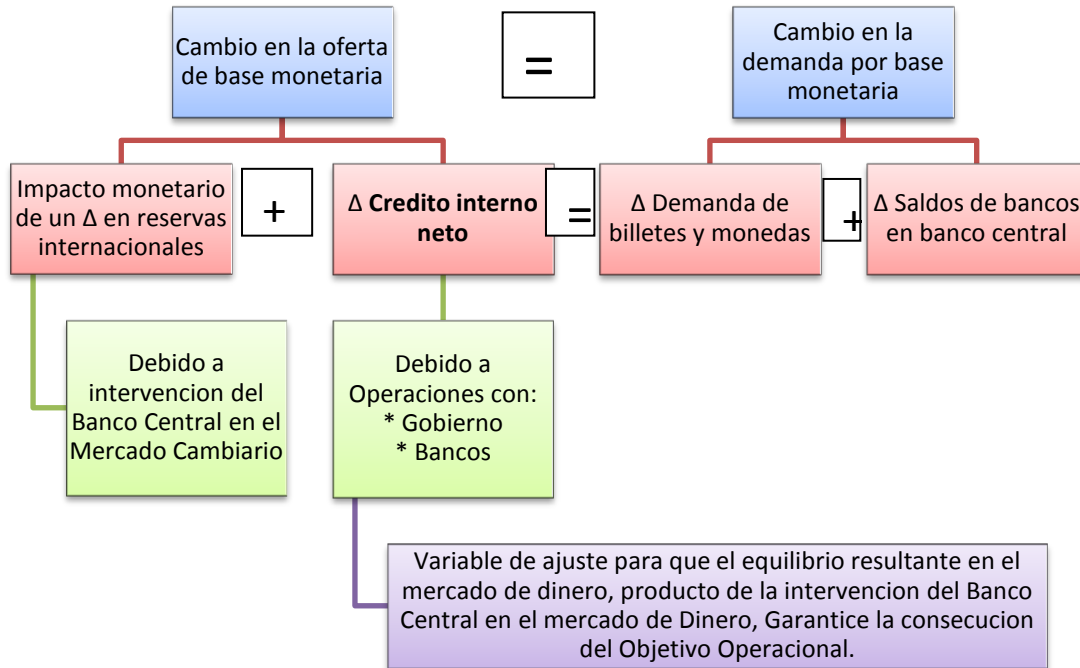 Cambio en la oferta
de base monetaria
=
Cambio en la
demanda por base
monetaria
Impacto monetario
de un Δ en reservas
internacionales
+
Δ Credito interno
neto
=
Δ Demanda de
billetes y monedas
+
Δ Saldos de bancos
en banco central
Debido a
intervencion del
Banco Central en el
Mercado Cambiario
Debido a
Operaciones con:
* Gobierno
* Bancos
Variable de ajuste para que el equilibrio resultante en el
mercado de dinero, producto de la intervencion del Banco
Central en el mercado de Dinero, Garantice la consecucion
del Objetivo Operacional.